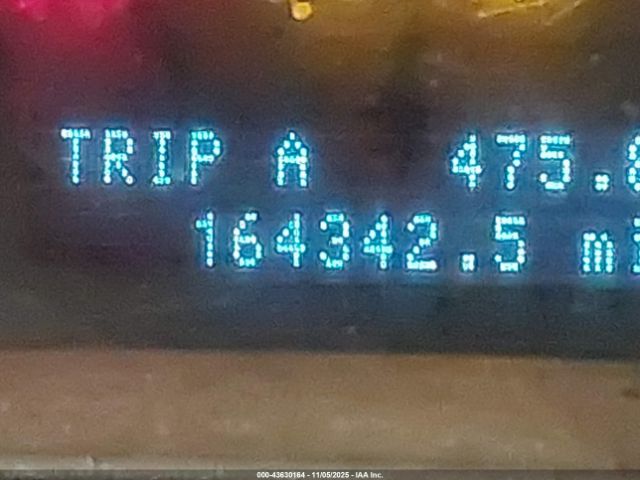 TRIP A 475.
164342.5 mi
000-43630164 - 11/05/2025 - IAA Inc.